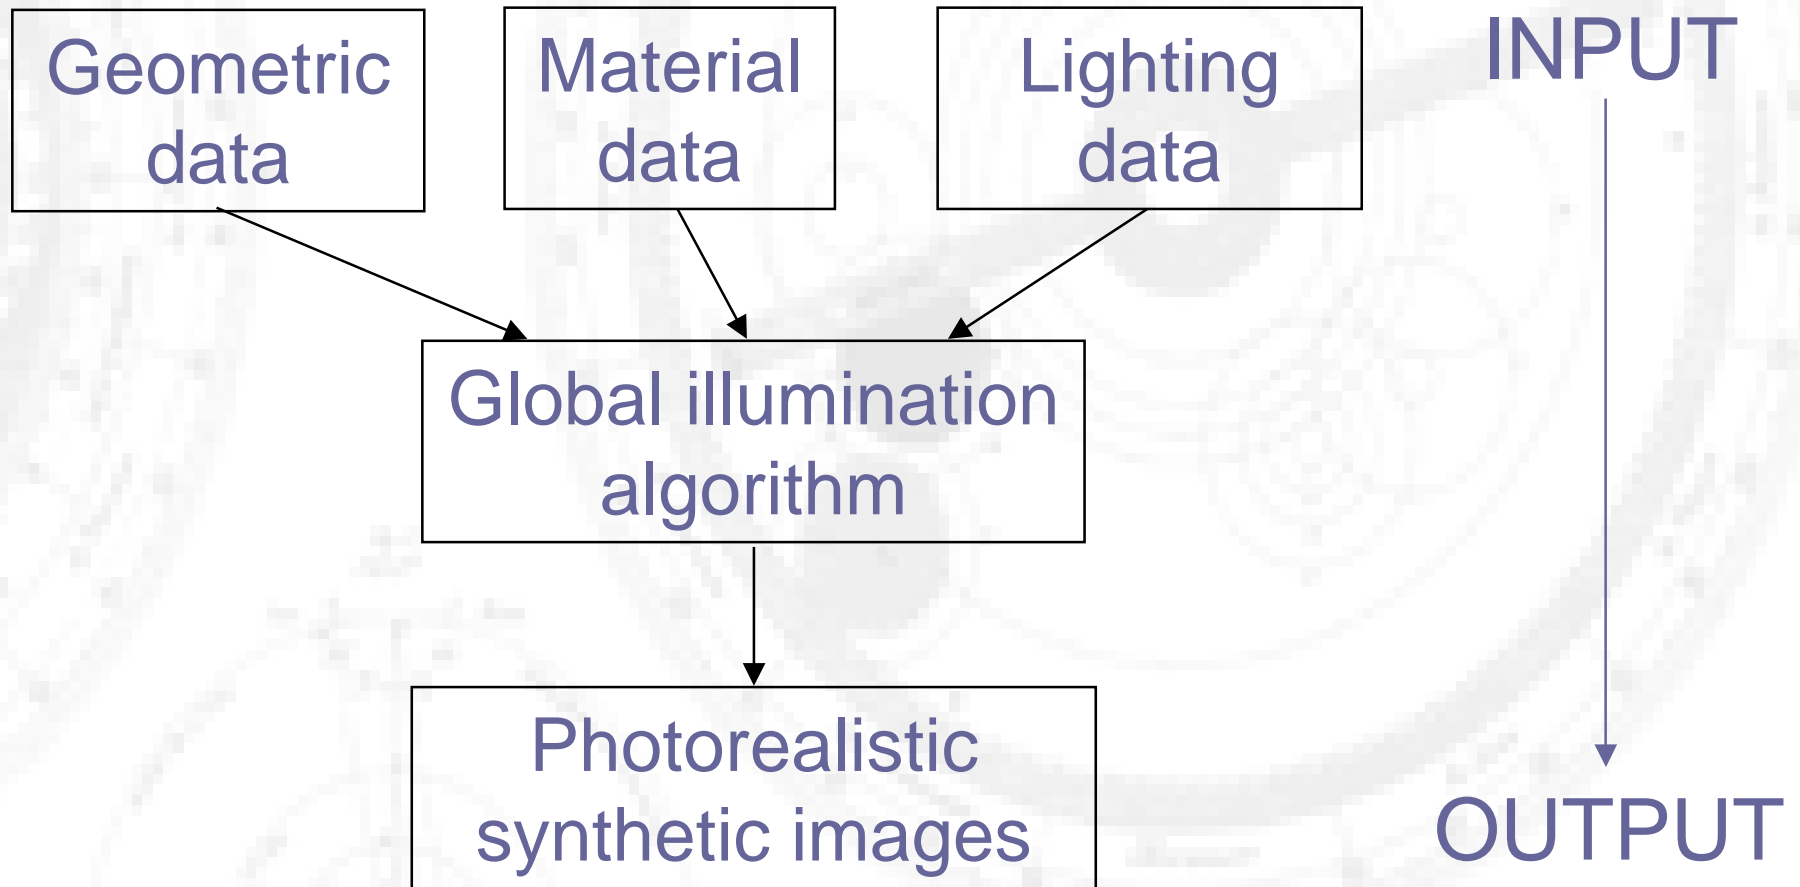 Geometric
data
Material
data
Lighting
data
INPUT
Global illumination
algorithm
Photorealistic
synthetic images
OUTPUT